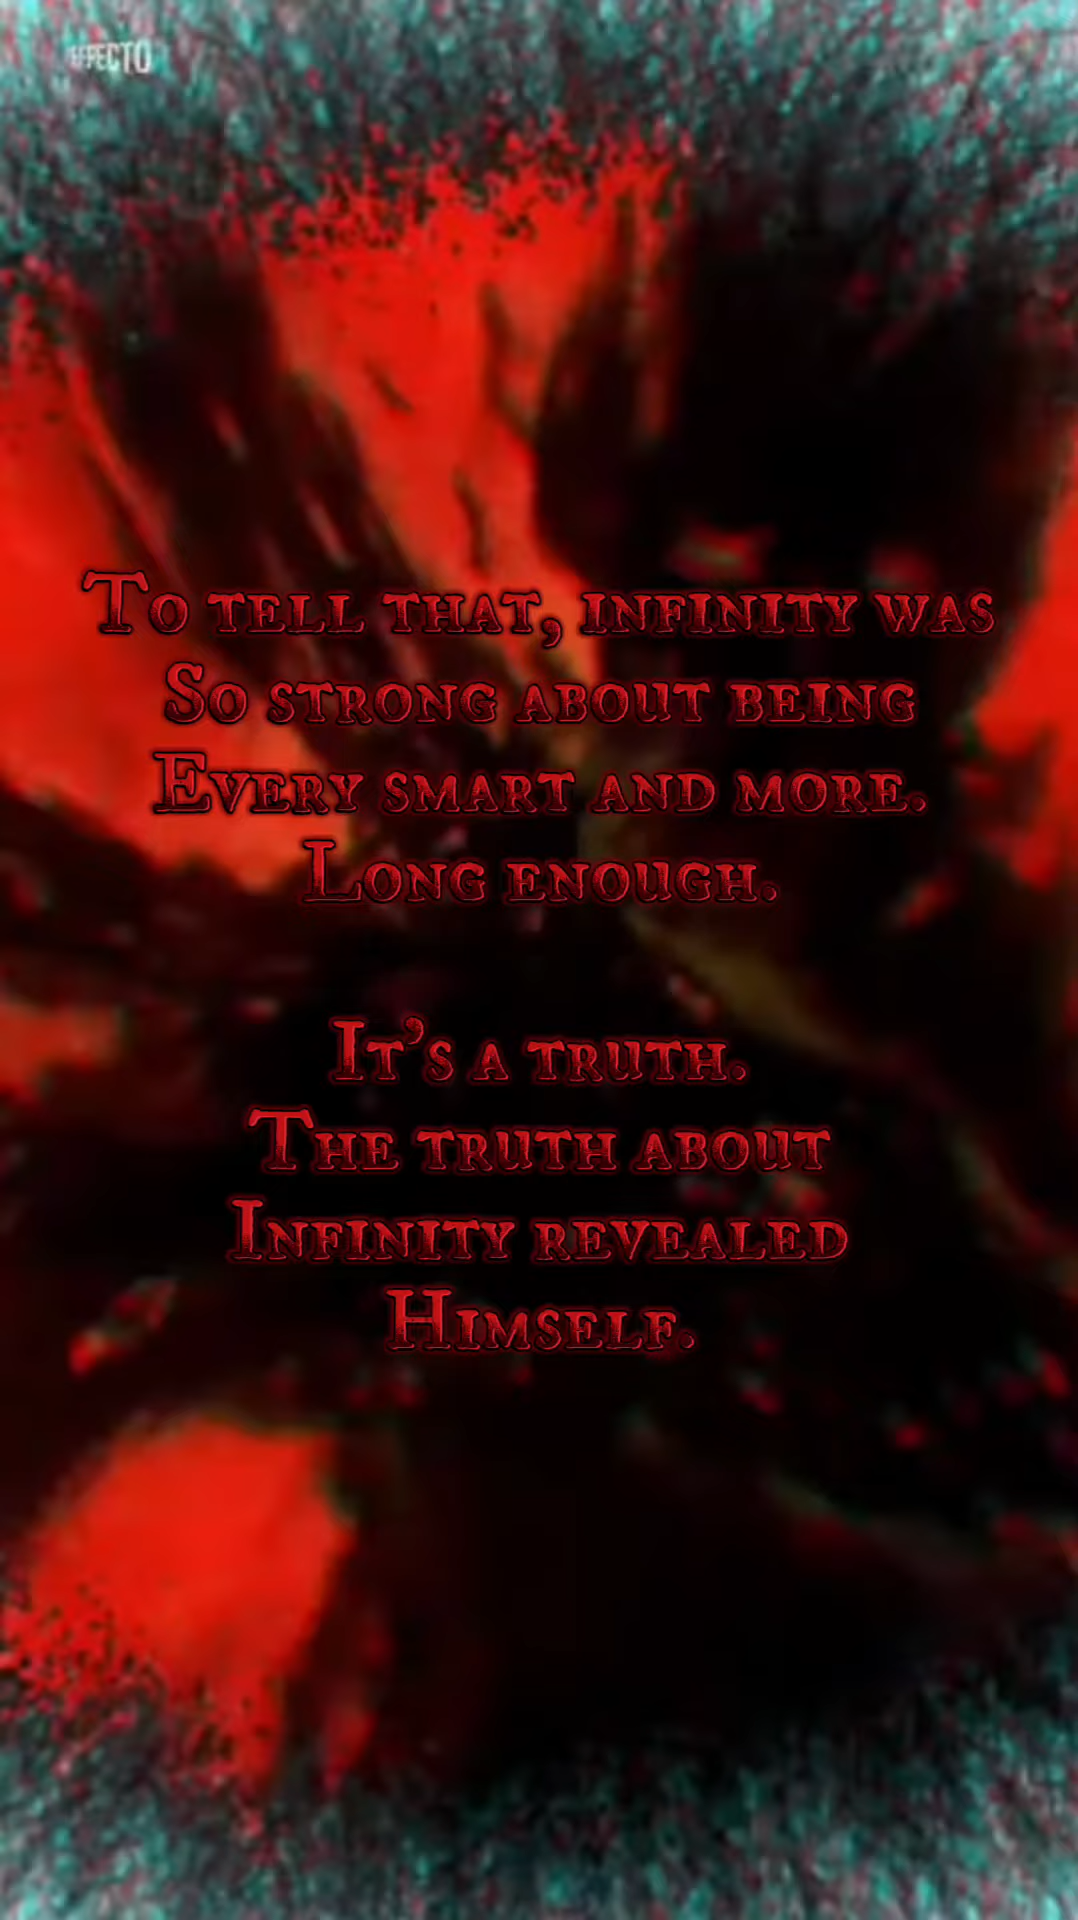 To tell that, infinity was
So strong about being
Every smart and more.
Long enough.
It's a truth.
The truth about
Infinity revealed
Himself.